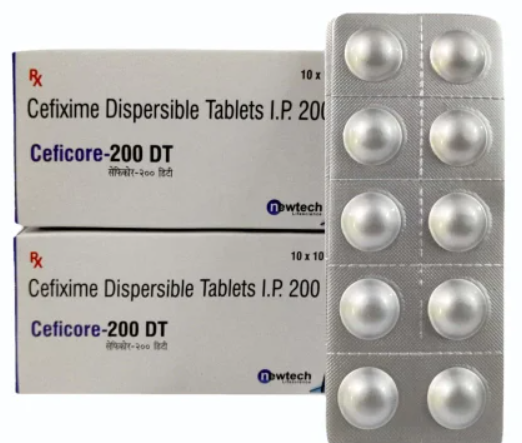 Rx
10 x
Cefixime Dispersible Tablets I.P. 200
Ceficore-200 DT
सेफिकोर-२०० डिटी
newtech
Rx
10 x 10
Cefixime Dispersible Tablets I.P. 200
Ceficore-200 DT
सेफिकोर-२०० डिटी
newtech